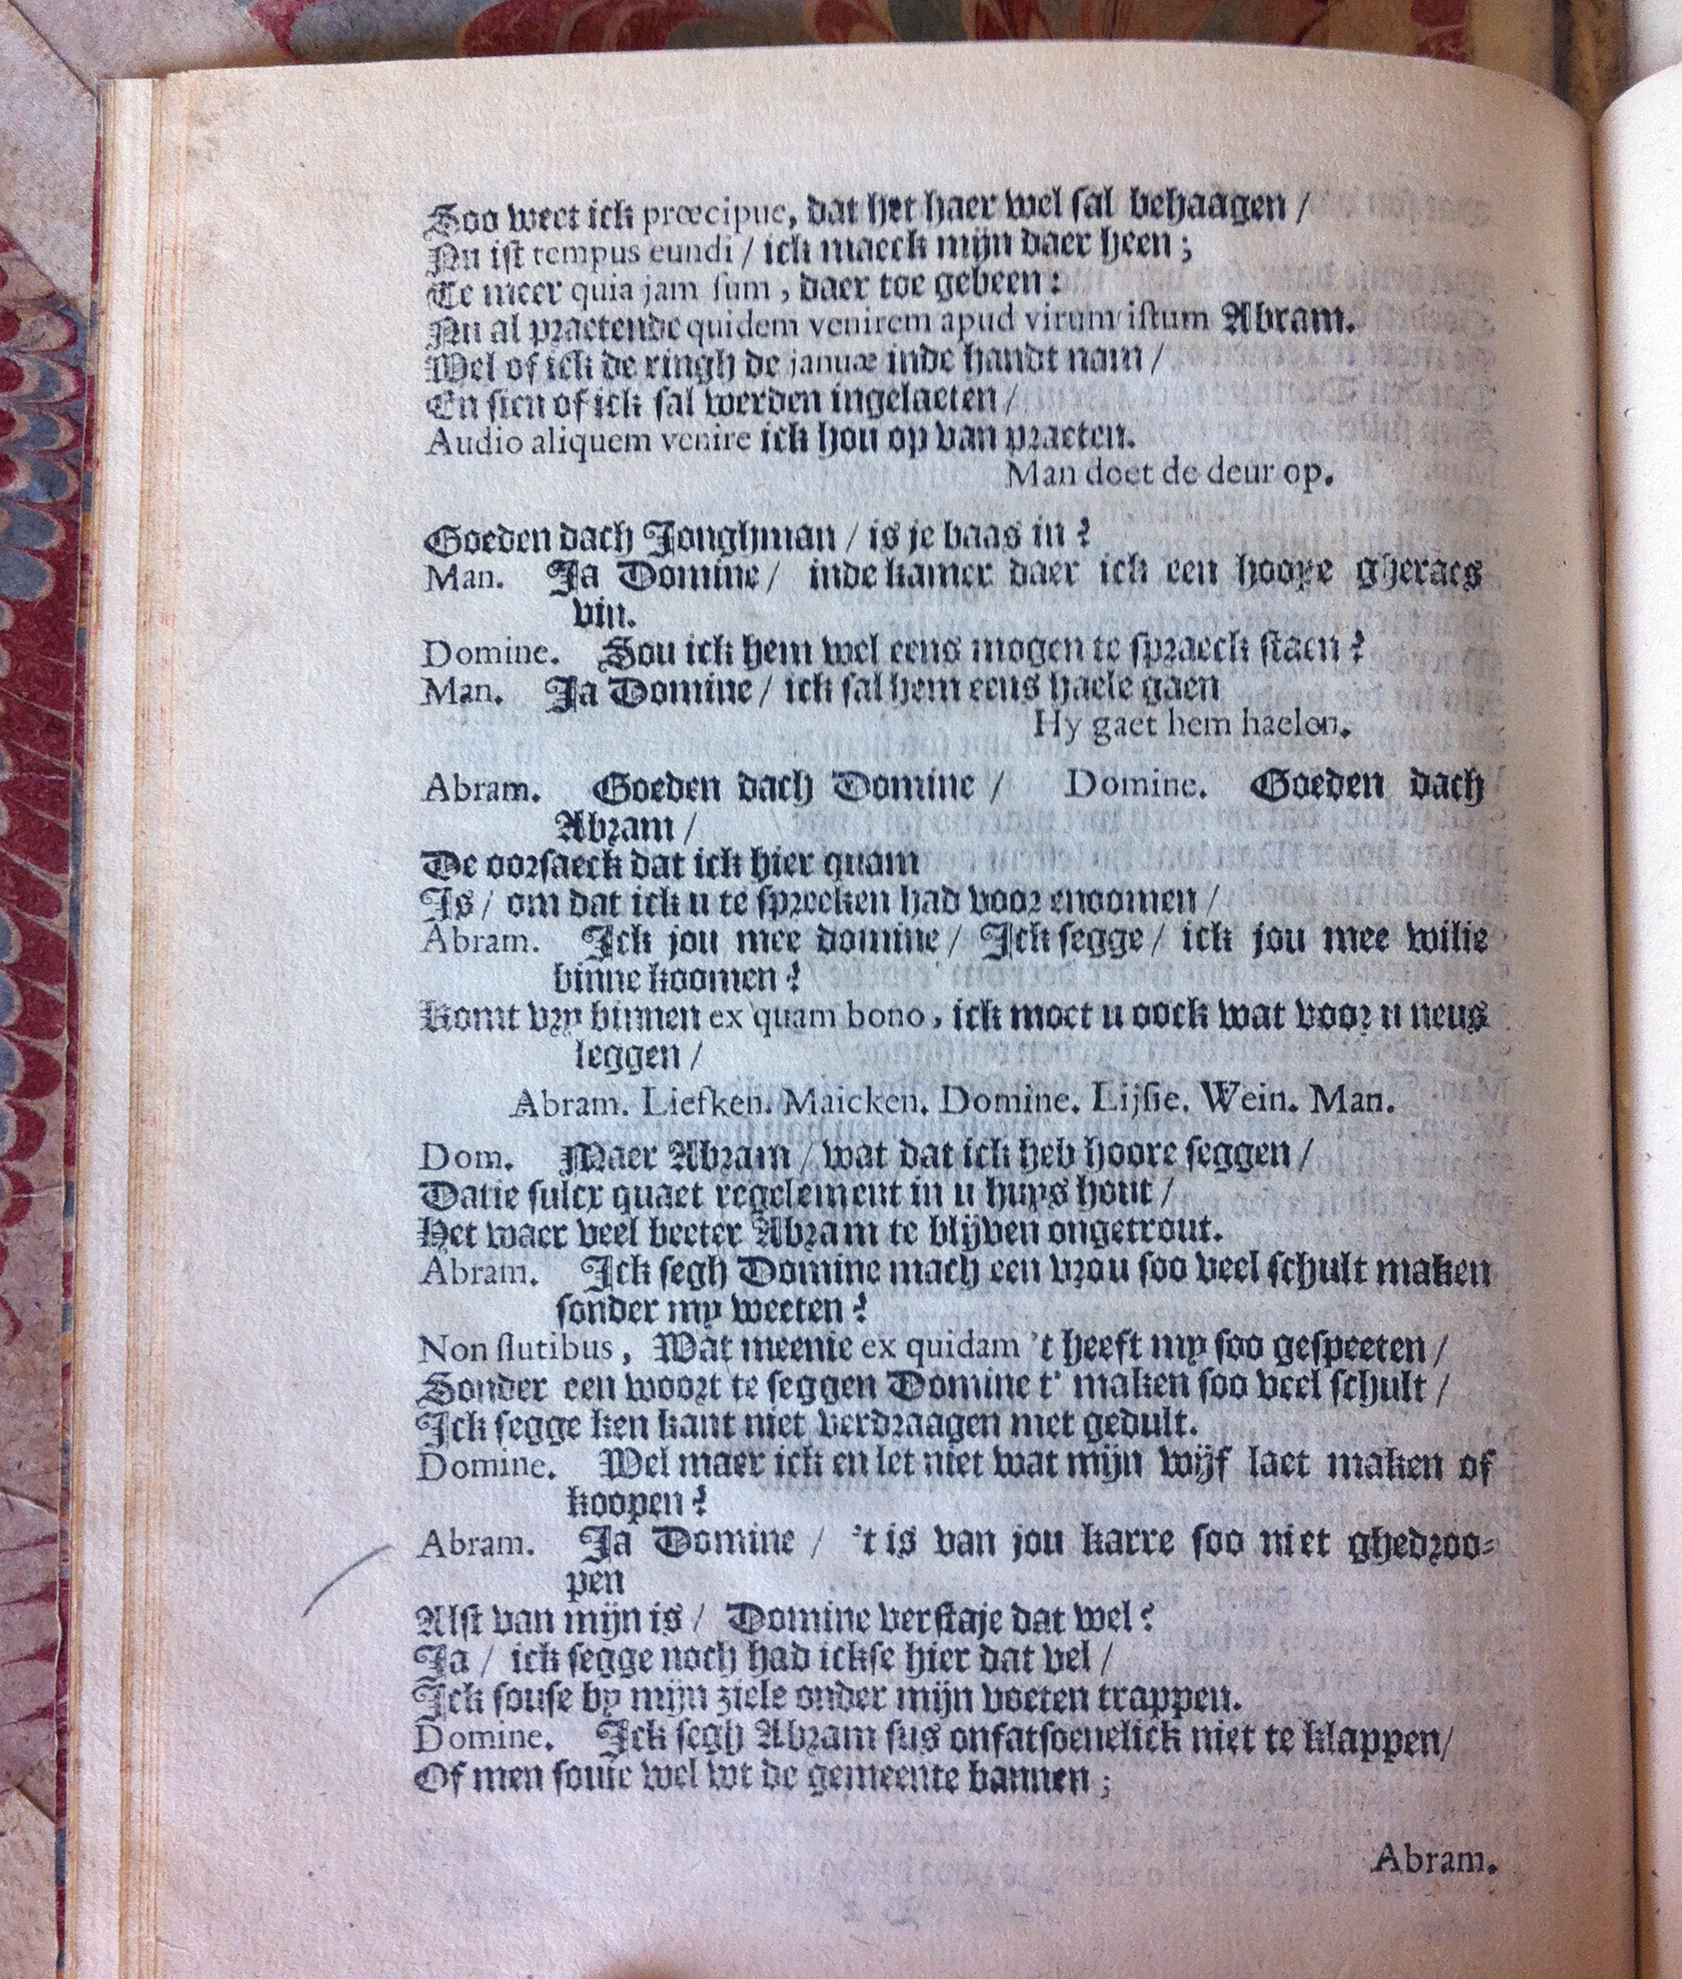 Soo weet ick præcipue, dat het haer wel sal behaagen /
Nu ist tempus eundi / ick maeck mijn daer heen ;
Te meer quia jam sum , daer toe gebeen :
Nu al praetende quidem venirem apud virum istum Abram.
Wel of ick de ringh de januæ inde handt nam /
En sien of ick sal werden ingelaeten /
Audio aliquem venire ick hou op van praeten.
Man doet de deur op.
Goeden dach Jonghman / is je baas in ?
Man. Ja Domine / inde kamer daer ick een hoope gheraes
vin.
Domine. Sou ick hem wel eens mogen te spraeck staen ?
Man. Ja Domine / ick sal hem eens haele gaen
Hy gaet hem haelon.
Abram. Goeden dach Domine / Domine. Goeden dach
Abram /
De oorsaeck dat ick hier quam
Is / om dat ick u te spreeken had voor enoomen /
Abram. Ick jou mee domine / Ick segge / ick jou mee wilje
binne koomen ?
Komt vry binnen ex quam bono, ick moet u oock wat voor u neus
leggen /
Abram. Liefken. Maicken. Domine. Lijsie. Wein. Man.
Dom. Maer Abram / wat dat ick heb hoore seggen /
Datje sulcx quaet regelement in u huys hout /
Het waer veel beeter Abram te blijven ongetrout.
Abram. Ick segh Domine mach een vrou soo veel schult maken
sonder my weeten ?
Non slutibus, Wat meenie ex quidam 't heeft my soo gespeeten /
Sonder een woort te seggen Domine t' maken soo veel schult /
Ick segge ken kant niet verdraagen met gedult.
Domine. Wel maer ick en let niet wat mijn wijf laet maken of
koopen ?
Abram. Ja Domine / 't is van jou karre soo niet ghedroo-
pen
Alst van mijn is / Domine verstaje dat wel ?
Ja / ick segge noch had ickse hier dat vel /
Ick souse by mijn ziele onder mijn voeten trappen.
Domine. Ick segh Abram sus onfatsoenelick niet te klappen /
Of men souje wel wt de gemeente bannen ;
Abram.